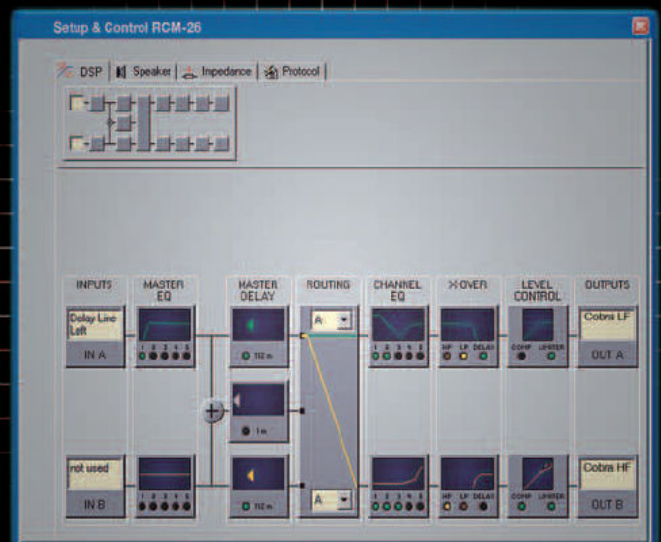 Setup & Control RCM-26
DSP Speaker Impedance Protocol
INPUTS MASTER EQ MASTER DELAY ROUTING CHANNEL EQ X-OVER LEVEL CONTROL OUTPUTS
Delay Line Left
IN A
1 2 3 4 5
112 m
A
1 2 3 4 5
HP LP DELAY
COMP LIMITER
Cobra LF
OUT A
+
1 m
not used
IN B
1 2 3 4 5
112 m
A
1 2 3 4 5
HP LP DELAY
COMP LIMITER
Cobra HF
OUT B